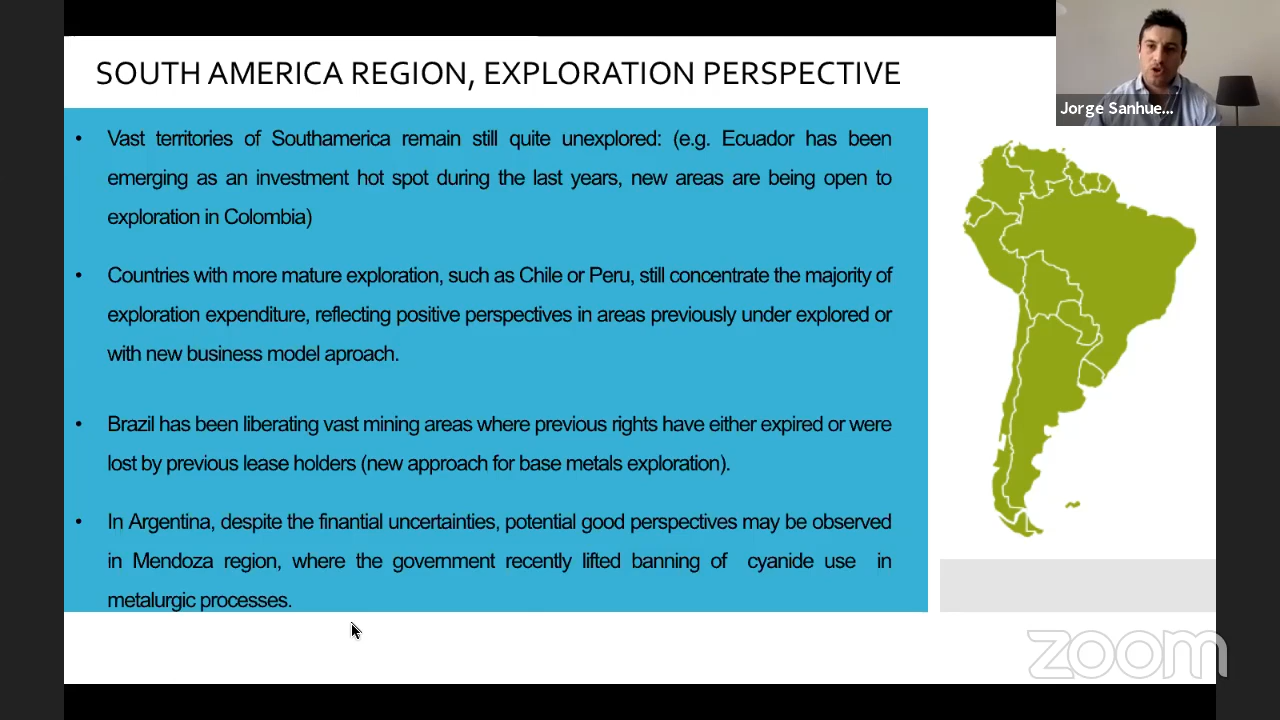 SOUTH AMERICA REGION, EXPLORATION PERSPECTIVE
Jorge Sanhue...
• Vast territories of Southamerica remain still quite unexplored: (e.g. Ecuador has been
emerging as an investment hot spot during the last years, new areas are being open to
exploration in Colombia)
• Countries with more mature exploration, such as Chile or Peru, still concentrate the majority of
exploration expenditure, reflecting positive perspectives in areas previously under explored or
with new business model aproach.
• Brazil has been liberating vast mining areas where previous rights have either expired or were
lost by previous lease holders (new approach for base metals exploration).
• In Argentina, despite the finantial uncertainties, potential good perspectives may be observed
in Mendoza region, where the government recently lifted banning of cyanide use in
metalurgic processes.
zoom